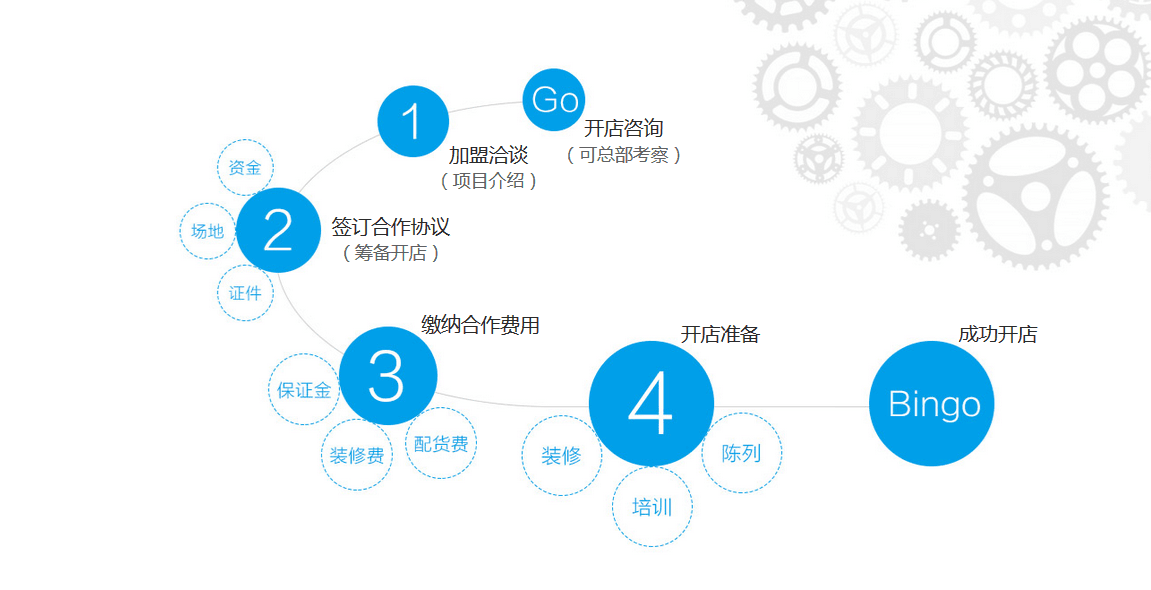 Go
开店咨询
（可总部考察）
1
加盟洽谈
（项目介绍）
2
签订合作协议
（筹备开店）
资金
场地
证件
3
缴纳合作费用
保证金
装修费
配货费
4
开店准备
装修
培训
陈列
Bingo
成功开店